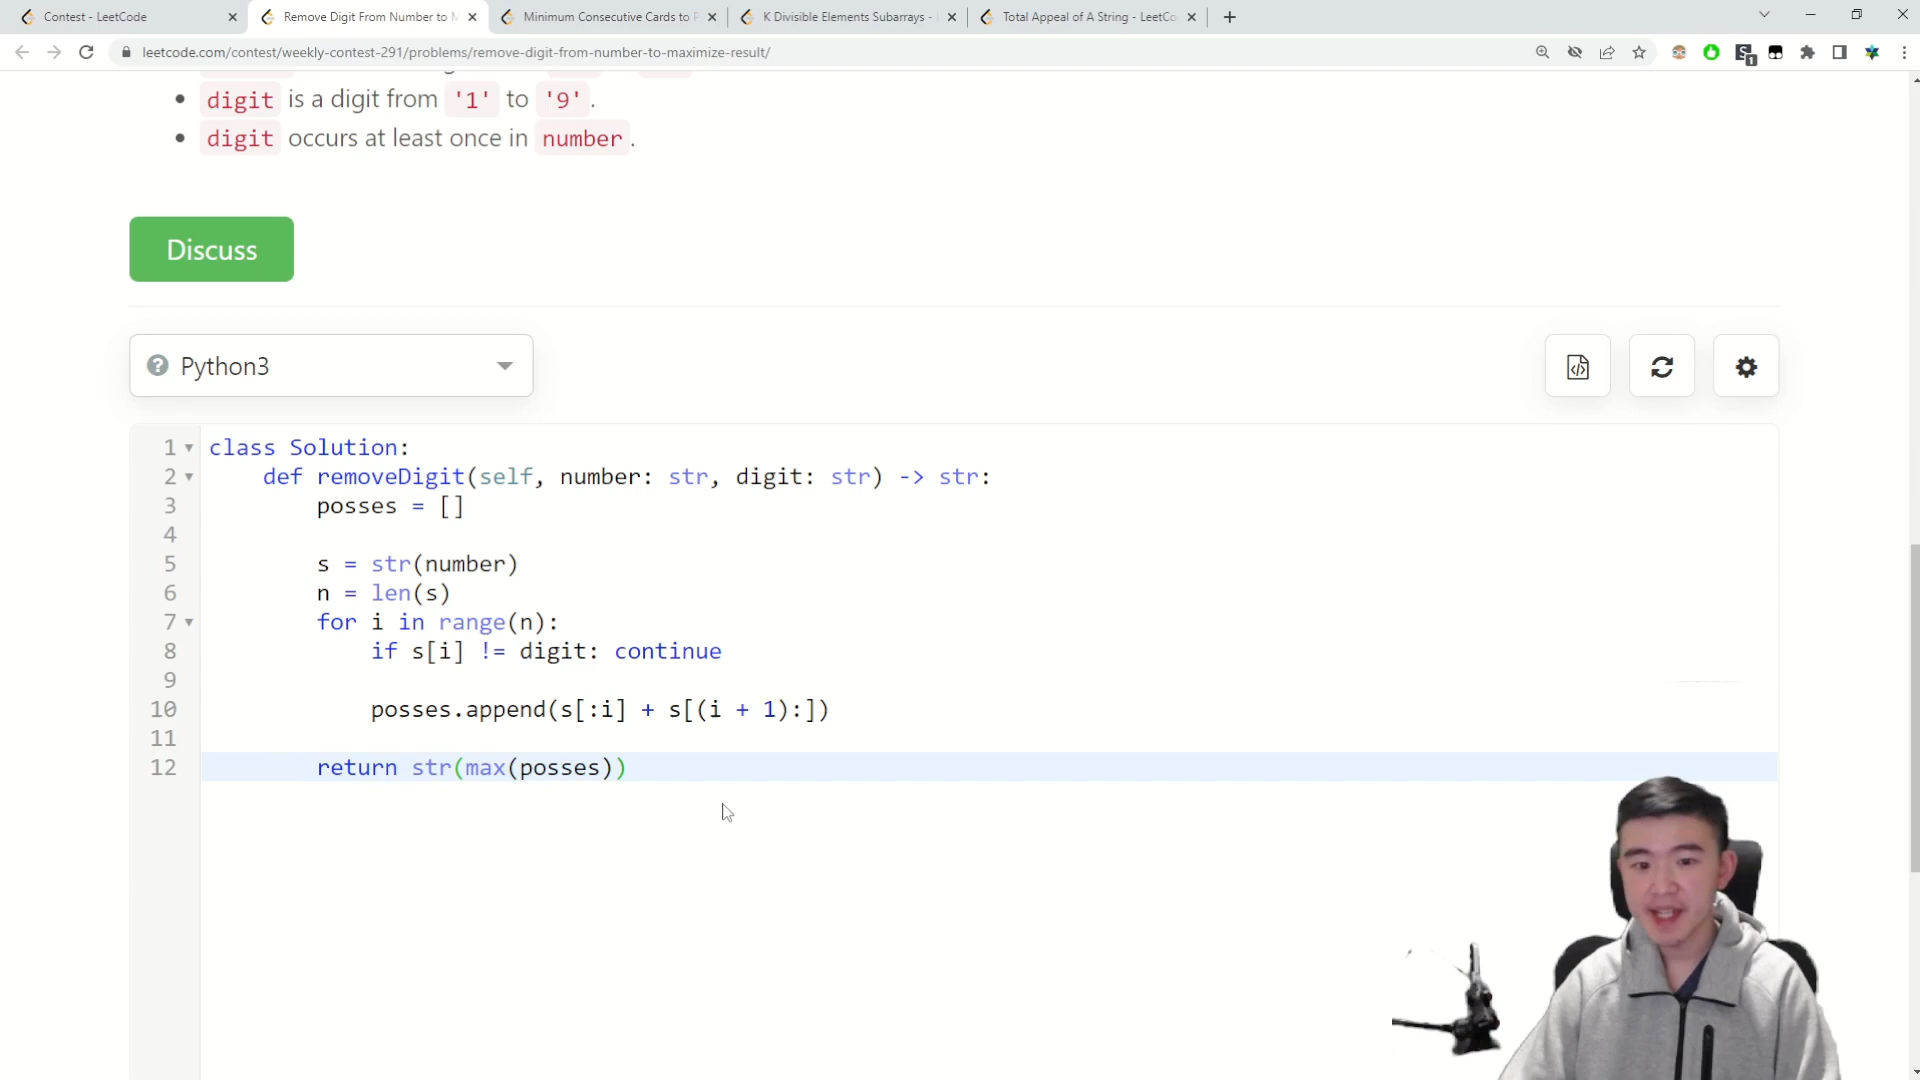 Contest - LeetCode
Remove Digit From Number to M
Minimum Consecutive Cards to P
K Divisible Elements Subarrays -
Total Appeal of A String - LeetCo
leetcode.com/contest/weekly-contest-291/problems/remove-digit-from-number-to-maximize-result/
digit is a digit from '1' to '9'.
digit occurs at least once in number.
Discuss
Python3
1 class Solution:
2 def removeDigit(self, number: str, digit: str) -> str:
3 posses = []
4
5 s = str(number)
6 n = len(s)
7 for i in range(n):
8 if s[i] != digit: continue
9
10 posses.append(s[:i] + s[(i + 1):])
11
12 return str(max(posses))